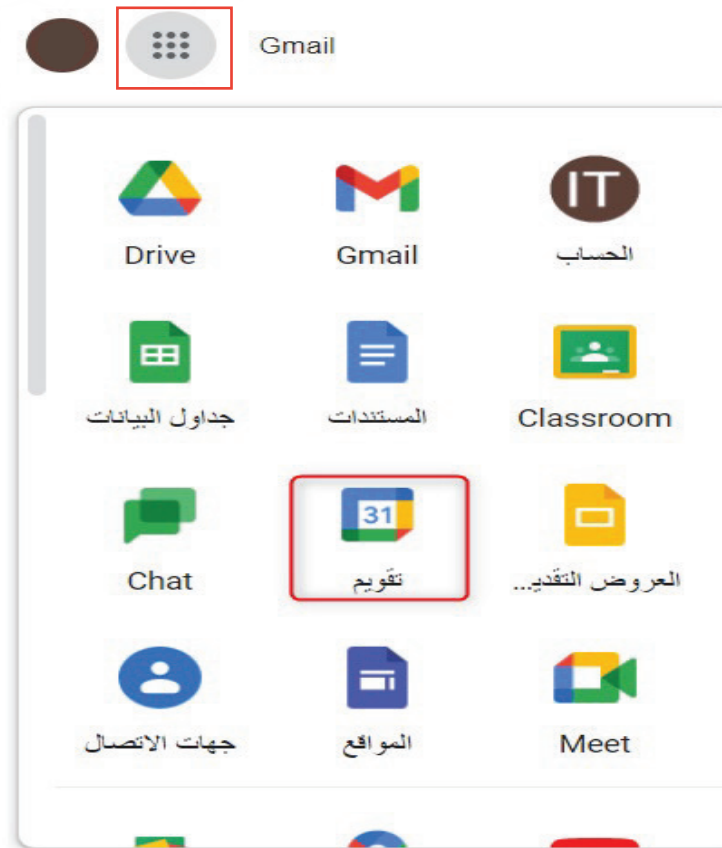 Gmail
IT
الحساب
Gmail
Drive
Classroom
المستندات
جداول البيانات
العروض التقدي...
31
تقويم
Chat
Meet
المواقع
جهات الاتصال